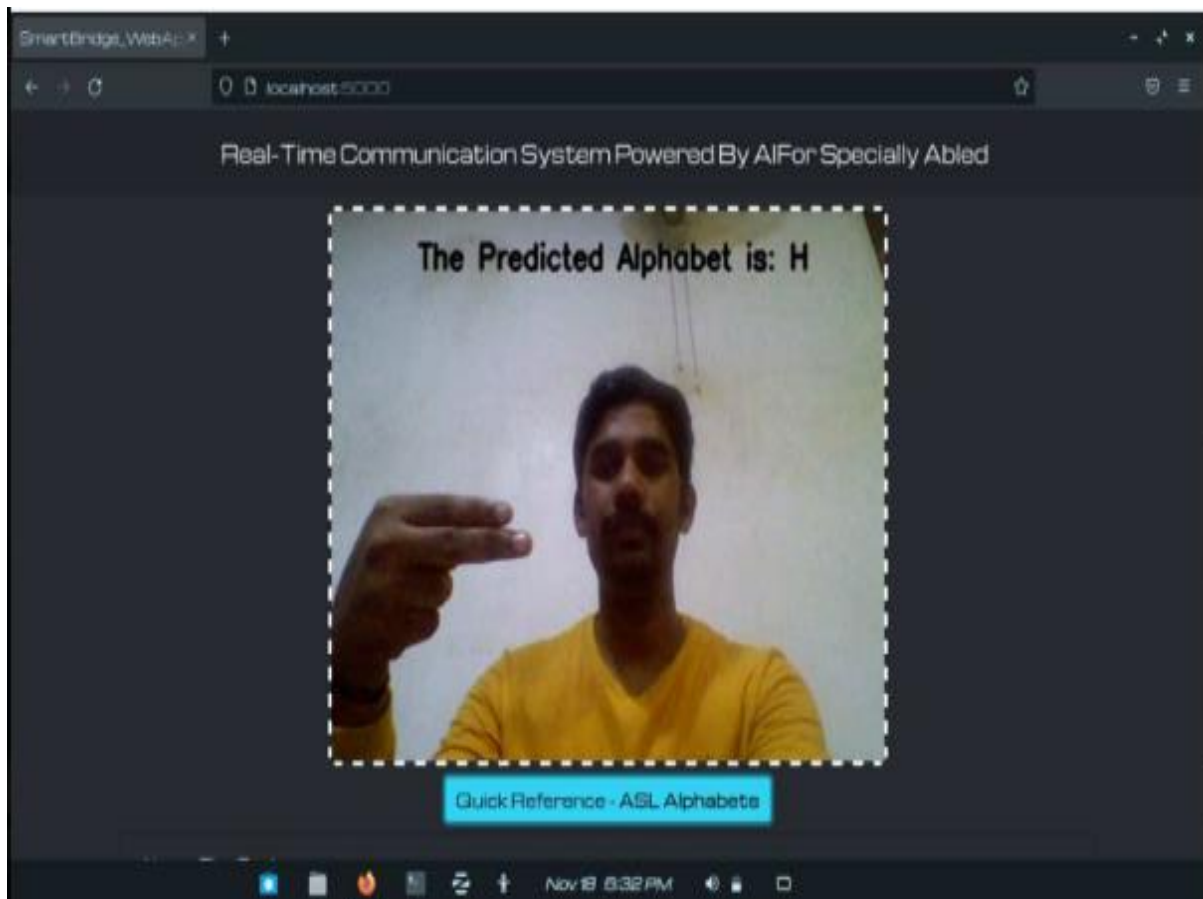 SmartBridge_WebAp
localhost:5000
Real-Time Communication System Powered By AIFor Specially Abled
The Predicted Alphabet is: H
Quick Reference - ASL Alphabets
Nov 18 6:32 PM